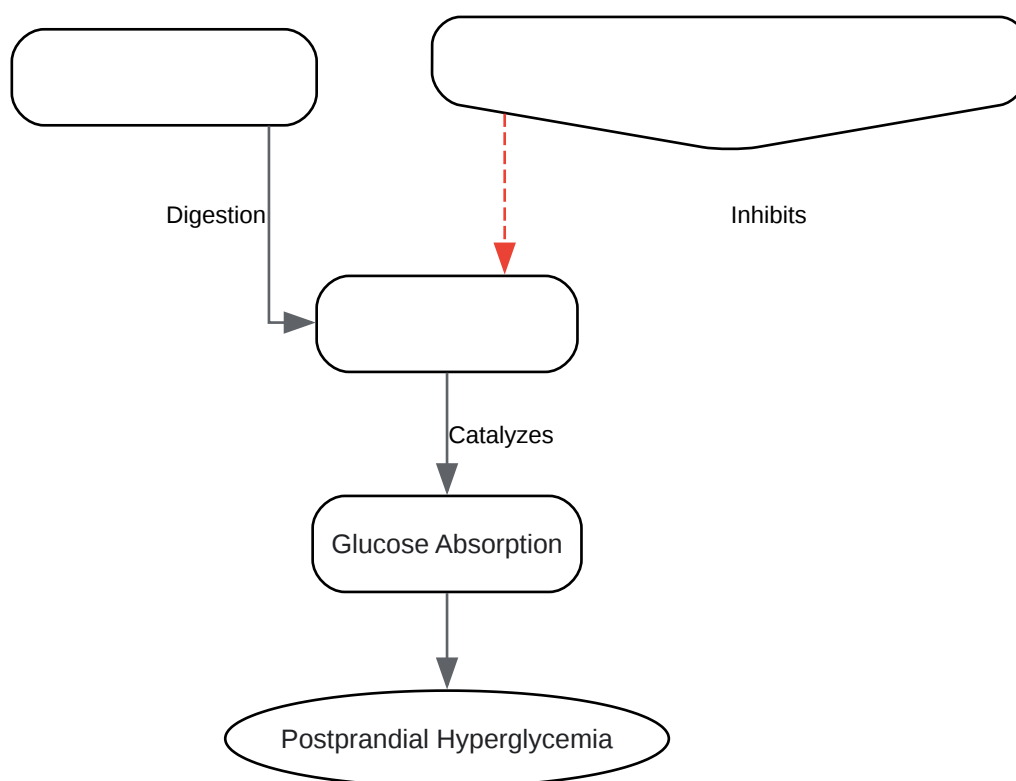 Digestion
Inhibits
Catalyzes
Glucose Absorption
Postprandial Hyperglycemia